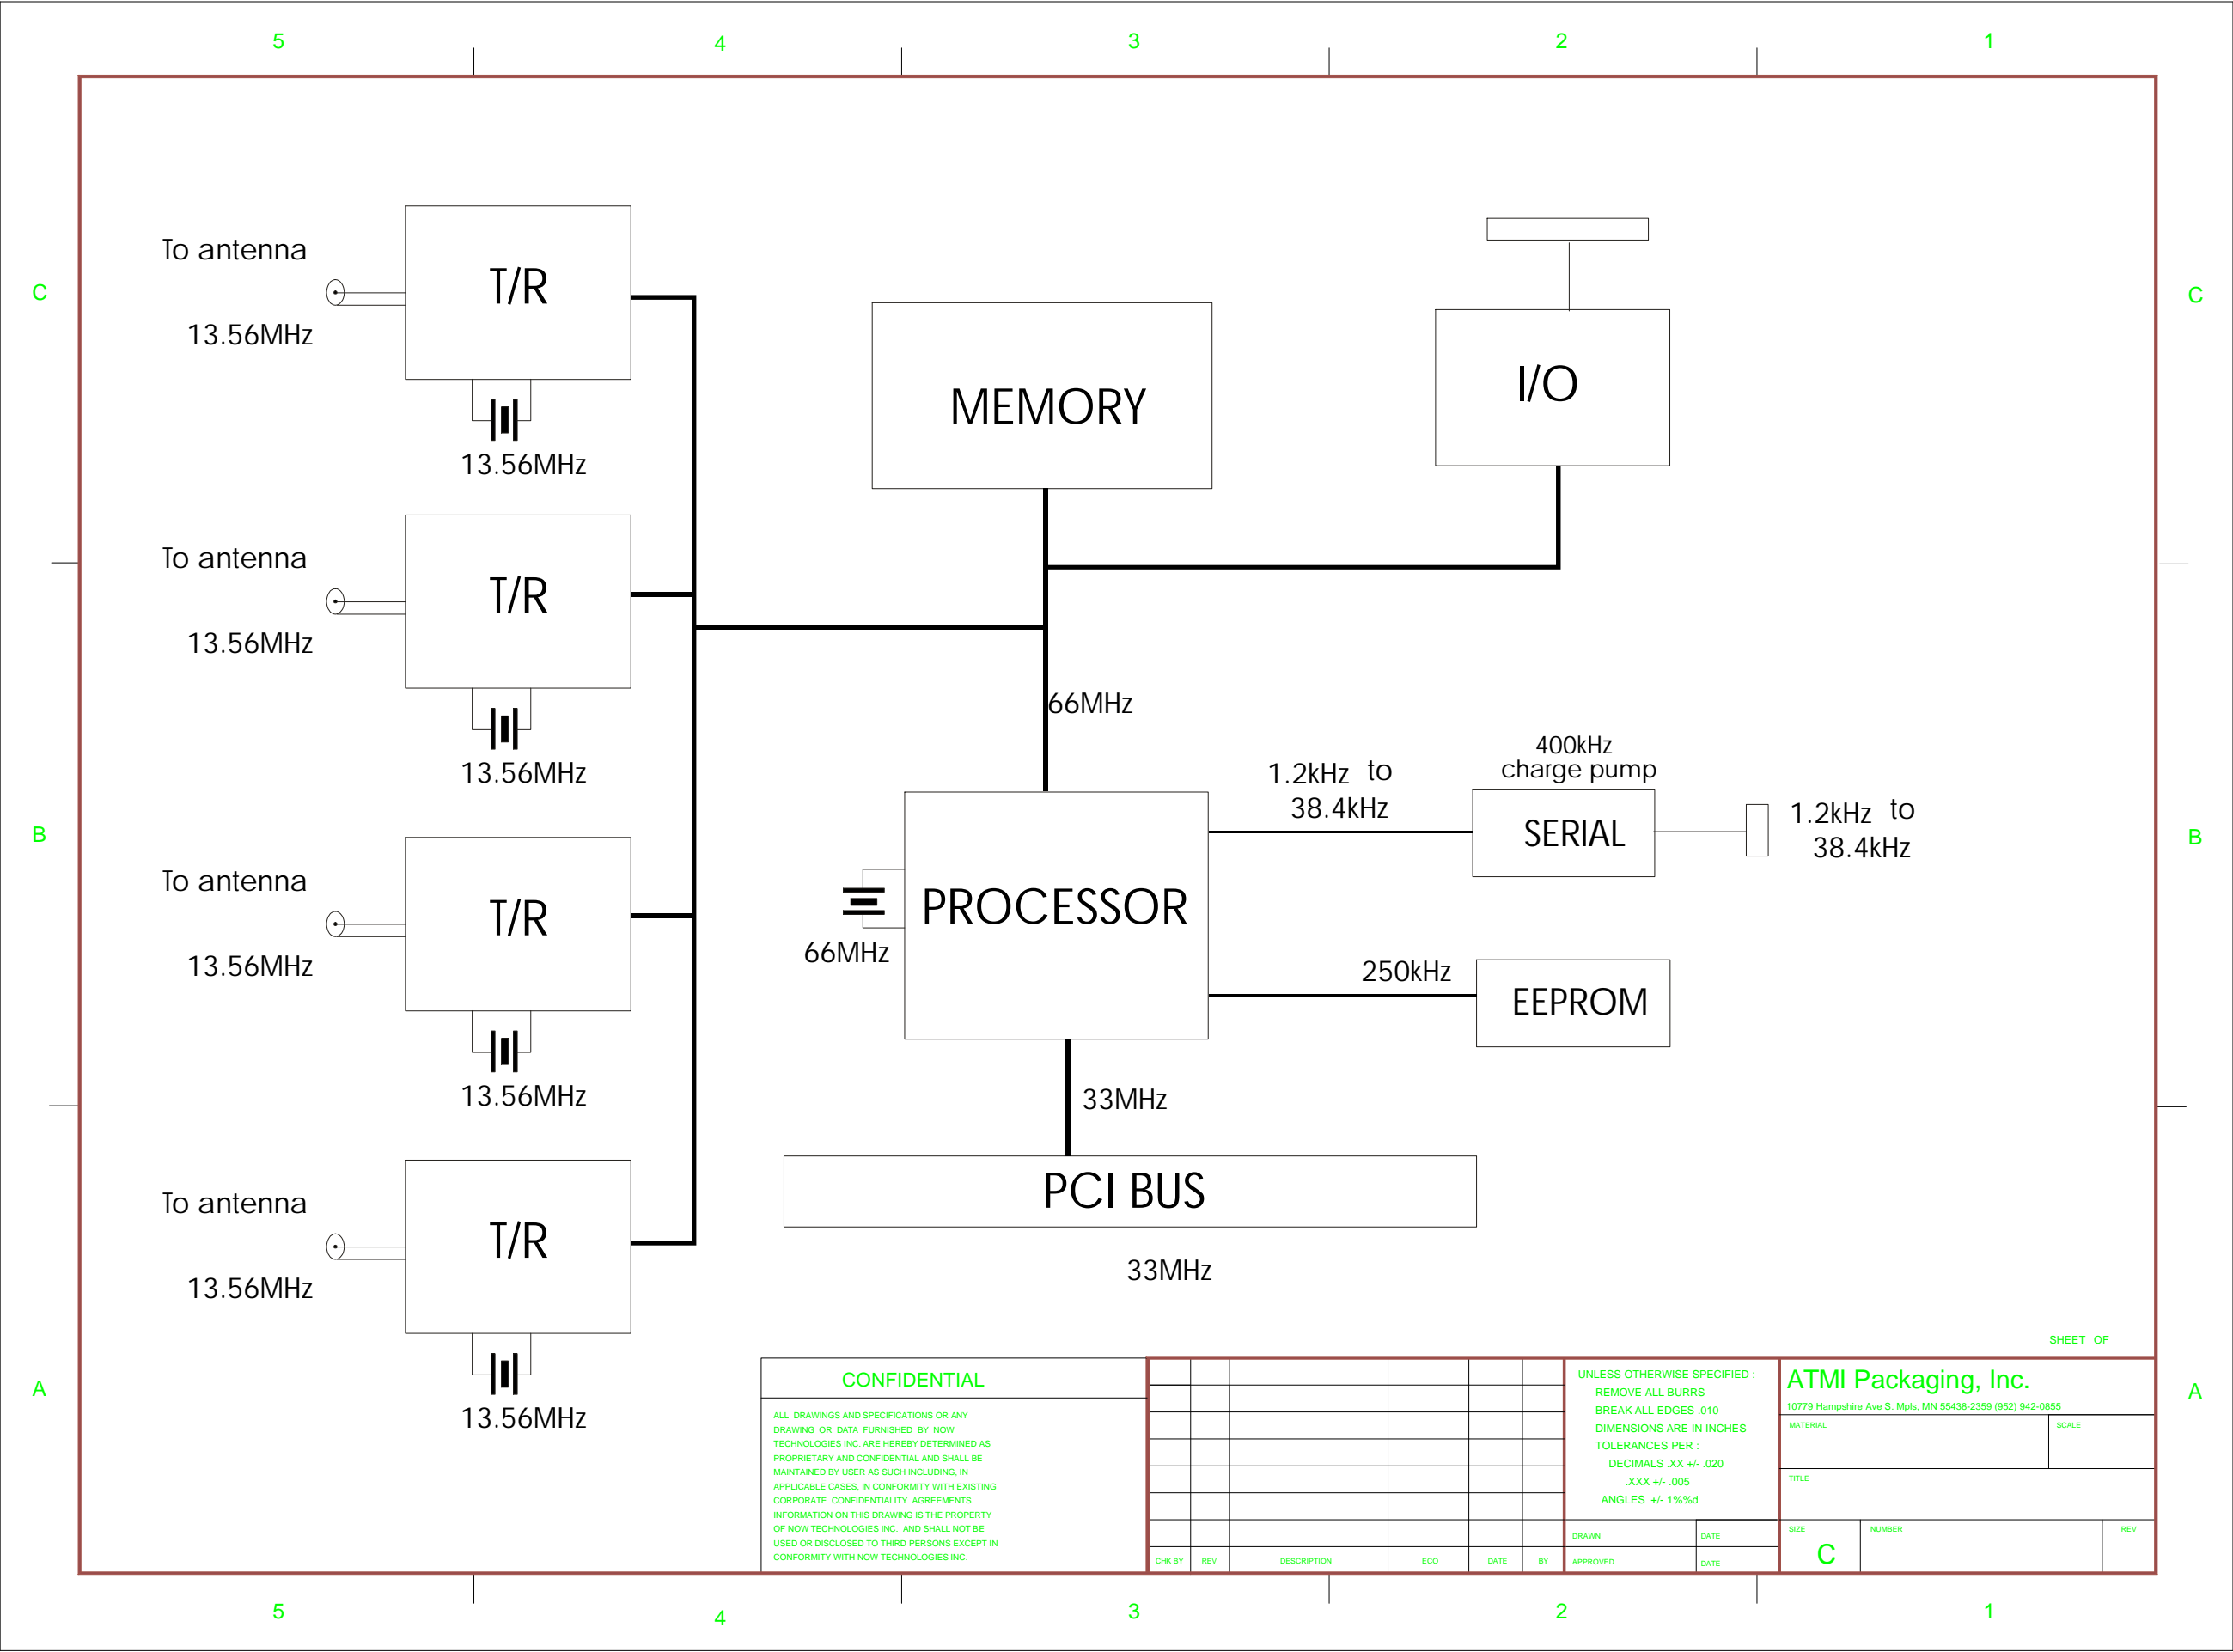 5 4 3 2 1
To antenna
T/R
C
C
13.56MHz
I/O
MEMORY
13.56MHz
To antenna
T/R
13.56MHz
66MHz
13.56MHz
400kHz
charge pump
1.2kHz to
38.4kHz
SERIAL
1.2kHz to
38.4kHz
B
B
To antenna
T/R
PROCESSOR
13.56MHz
66MHz
250kHz
EEPROM
13.56MHz
33MHz
PCI BUS
To antenna
T/R
13.56MHz
33MHz
13.56MHz
A
A
SHEET OF
CONFIDENTIAL
ALL DRAWINGS AND SPECIFICATIONS OR ANY
DRAWING OR DATA FURNISHED BY NOW
TECHNOLOGIES INC. ARE HEREBY DETERMINED AS
PROPRIETARY AND CONFIDENTIAL AND SHALL BE
MAINTAINED BY USER AS SUCH INCLUDING, IN
APPLICABLE CASES, IN CONFORMITY WITH EXISTING
CORPORATE CONFIDENTIALITY AGREEMENTS.
INFORMATION ON THIS DRAWING IS THE PROPERTY
OF NOW TECHNOLOGIES INC. AND SHALL NOT BE
USED OR DISCLOSED TO THIRD PERSONS EXCEPT IN
CONFORMITY WITH NOW TECHNOLOGIES INC.
CHK BY REV DESCRIPTION ECO DATE BY
UNLESS OTHERWISE SPECIFIED :
REMOVE ALL BURRS
BREAK ALL EDGES .010
DIMENSIONS ARE IN INCHES
TOLERANCES PER :
DECIMALS .XX +/- .020
.XXX +/- .005
ANGLES +/- 1%%d
DRAWN DATE
APPROVED DATE
ATMI Packaging, Inc.
10779 Hampshire Ave S. Mpls, MN 55438-2359 (952) 942-0855
MATERIAL SCALE
TITLE
SIZE NUMBER REV
C
5 4 3 2 1